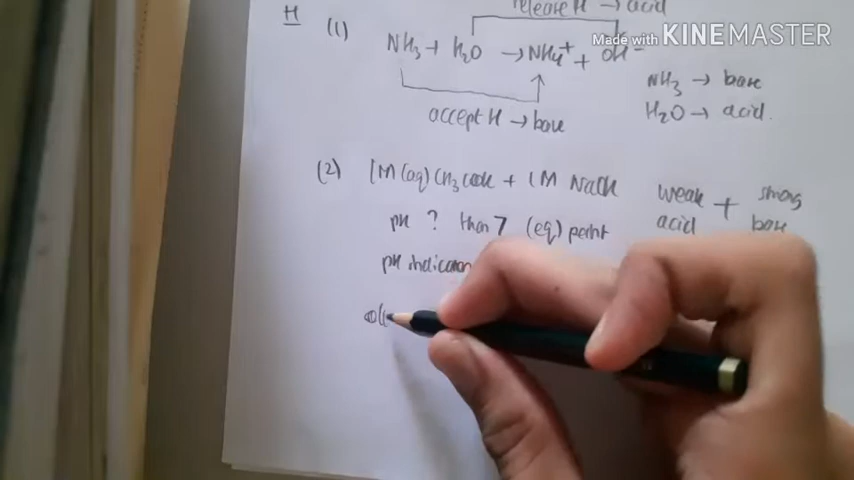 release H → acid
H (1) NH₃ + H₂O → NH₄⁺ + OH⁻
Made with KINEMASTER
NH₃ → base
H₂O → acid.
accept H → base
(2) 1M (aq) CH₃COOH + 1M NaOH
weak acid + strong base
pH ? than 7 (eq) point
pH indicator